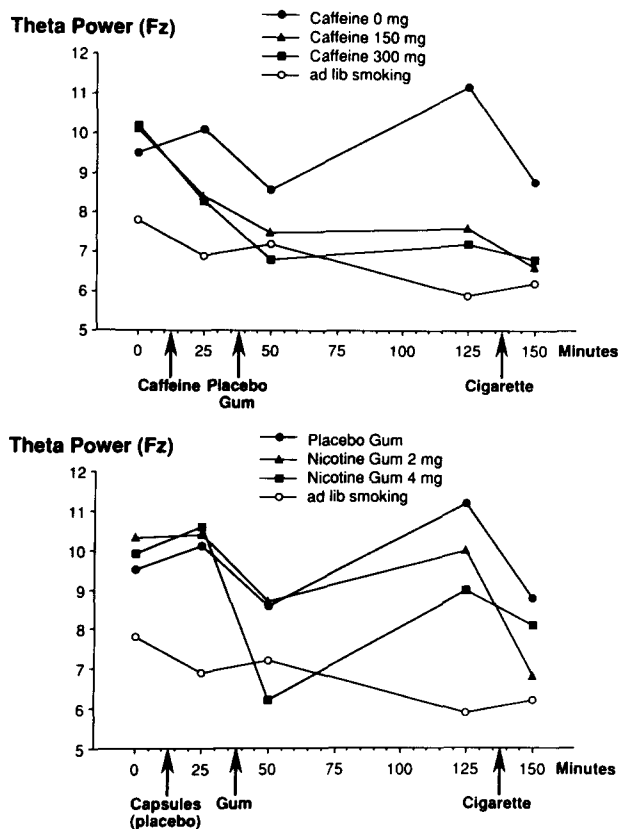 Theta Power (Fz)
Caffeine 0 mg
Caffeine 150 mg
Caffeine 300 mg
ad lib smoking
12
11
10
9
8
7
6
5
0 25 50 75 100 125 150 Minutes
Caffeine Placebo Gum
Cigarette
Theta Power (Fz)
Placebo Gum
Nicotine Gum 2 mg
Nicotine Gum 4 mg
ad lib smoking
12
11
10
9
8
7
6
5
0 25 50 75 100 125 150 Minutes
Capsules (placebo)
Gum
Cigarette